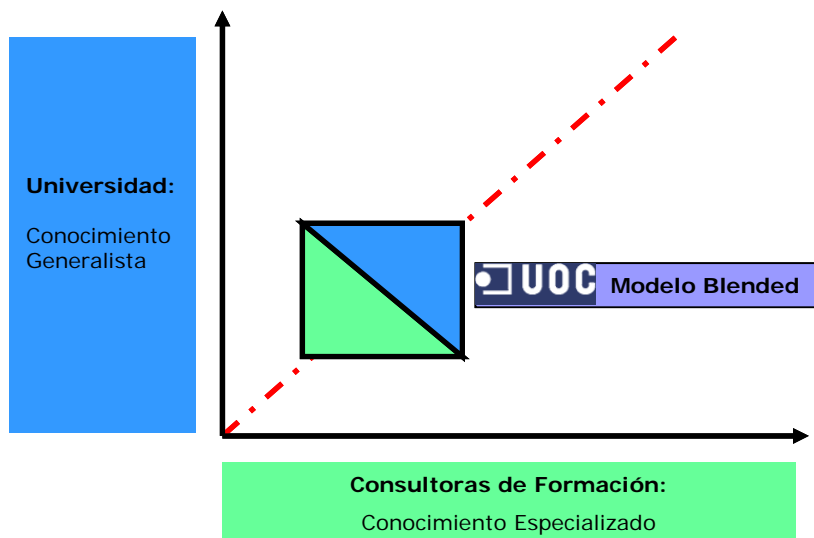 Universidad:
Conocimiento
Generalista
UOC Modelo Blended
Consultoras de Formación:
Conocimiento Especializado